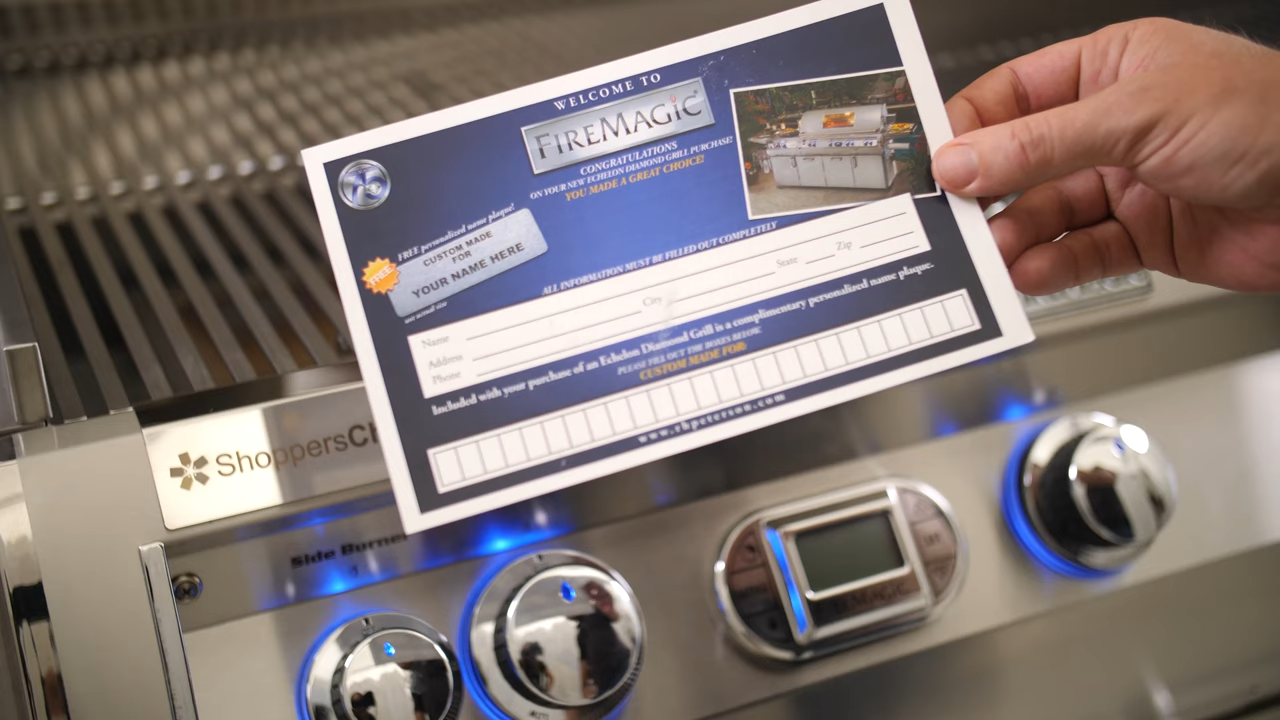 WELCOME TO
FIREMAGIC®
CONGRATULATIONS
ON YOUR NEW ECHELON DIAMOND GRILL PURCHASE!
YOU MADE A GREAT CHOICE!
FREE personalized name plaque!
FREE
CUSTOM MADE
FOR
YOUR NAME HERE
not actual size
ALL INFORMATION MUST BE FILLED OUT COMPLETELY
Name
Address City State Zip
Phone
Included with your purchase of an Echelon Diamond Grill is a complimentary personalized name plaque.
PLEASE FILL OUT THE BOXES BELOW:
CUSTOM MADE FOR:
www.rhpeterson.com
ShoppersCh
Side Burner